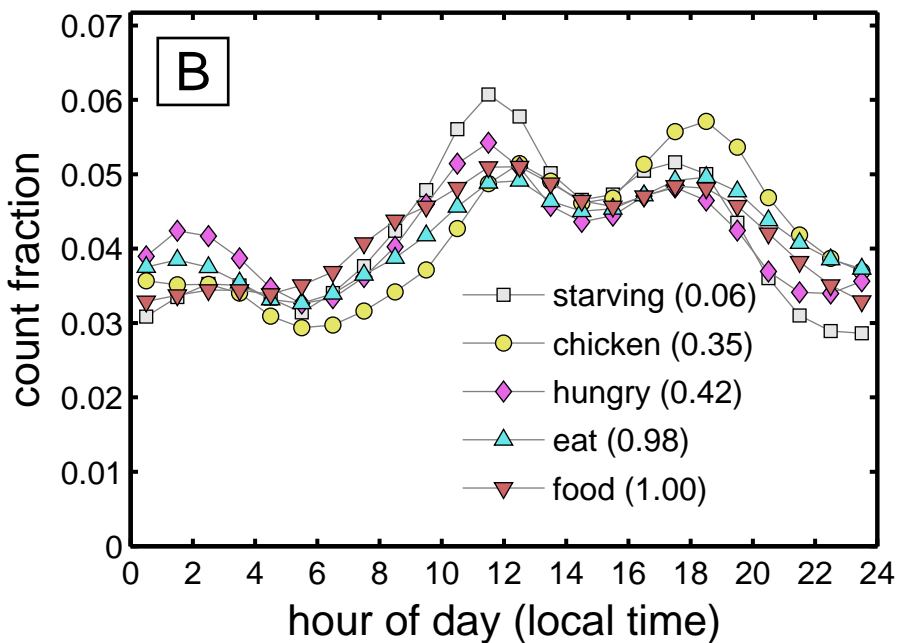 B
0.07
0.06
0.05
0.04
0.03
0.02
0.01
0
count fraction
starving (0.06)
chicken (0.35)
hungry (0.42)
eat (0.98)
food (1.00)
0 2 4 6 8 10 12 14 16 18 20 22 24
hour of day (local time)